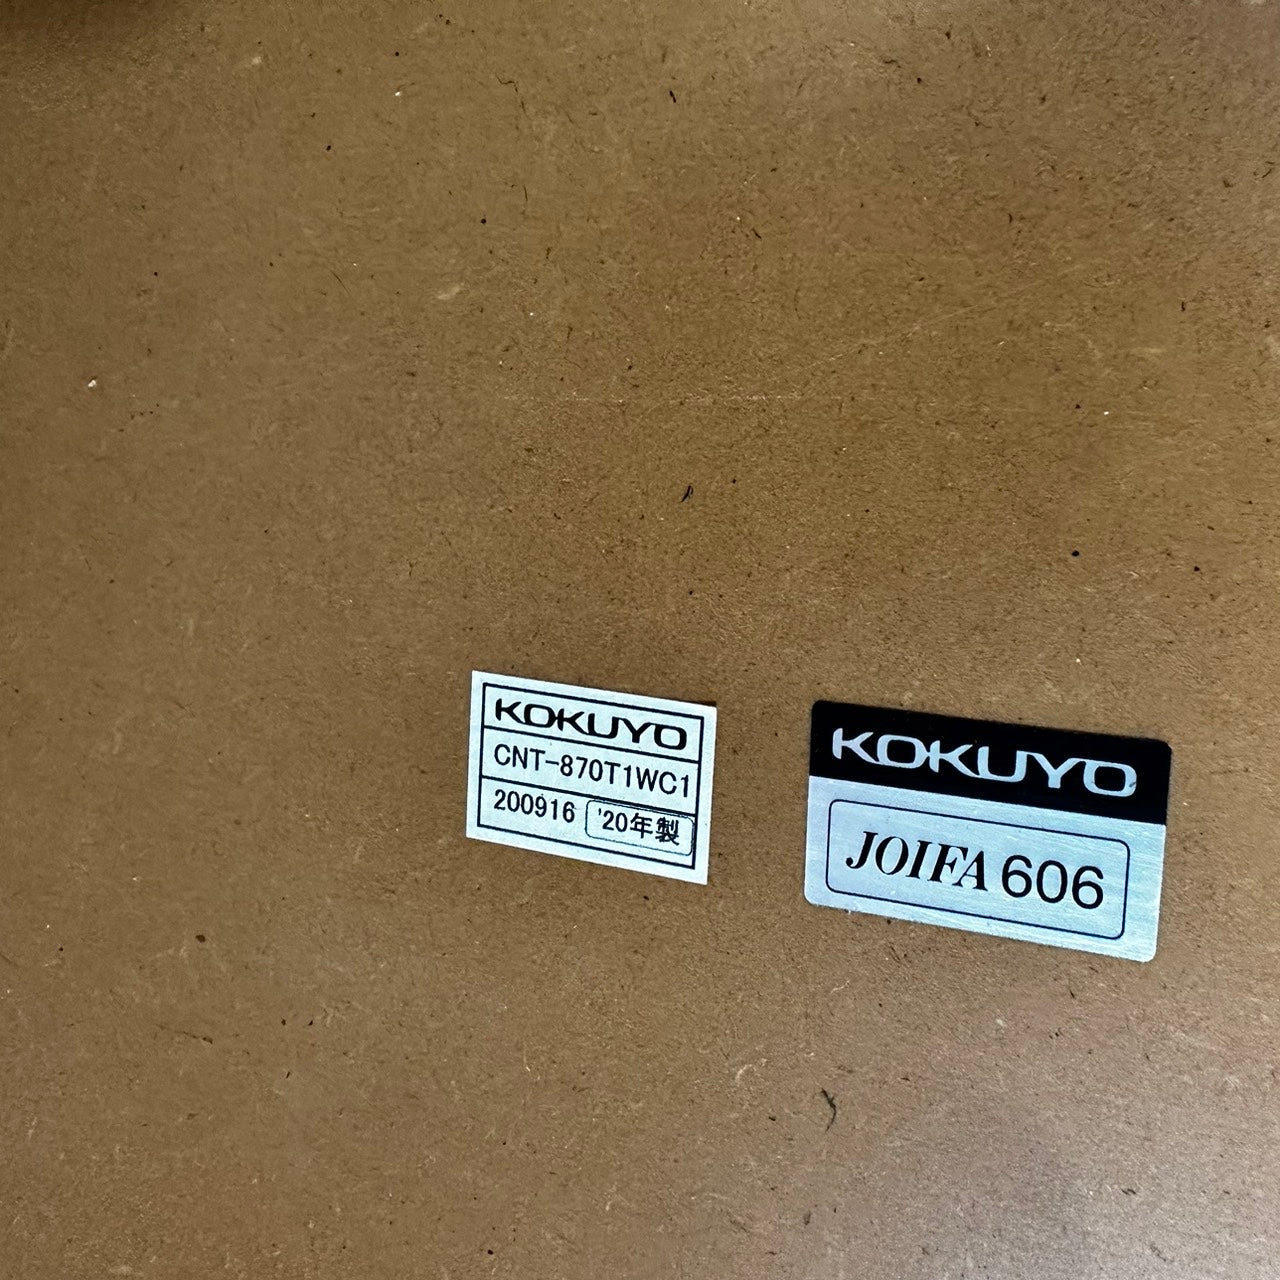 KOKUYO
CNT-870T1WC1
200916 '20年製
KOKUYO
JOIFA 606